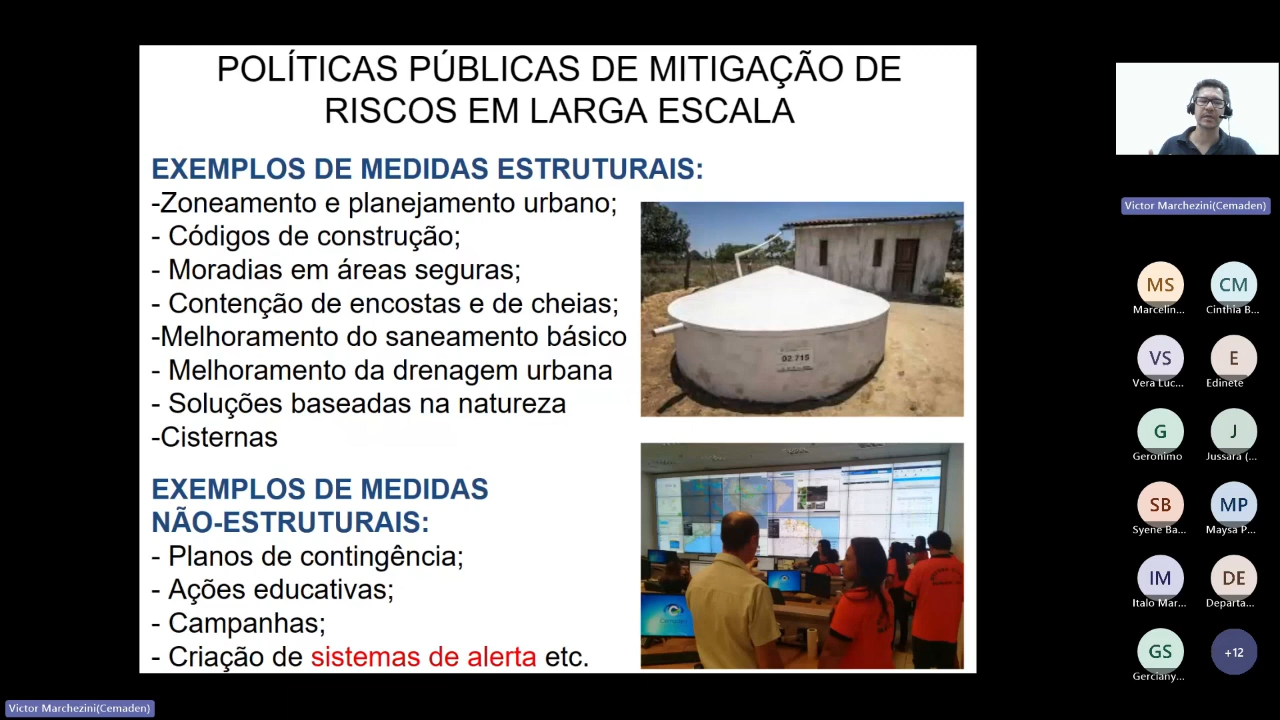 POLÍTICAS PÚBLICAS DE MITIGAÇÃO DE
RISCOS EM LARGA ESCALA
EXEMPLOS DE MEDIDAS ESTRUTURAIS:
-Zoneamento e planejamento urbano;
- Códigos de construção;
- Moradias em áreas seguras;
- Contenção de encostas e de cheias;
-Melhoramento do saneamento básico
- Melhoramento da drenagem urbana
- Soluções baseadas na natureza
-Cisternas
02.715
EXEMPLOS DE MEDIDAS
NÃO-ESTRUTURAIS:
- Planos de contingência;
- Ações educativas;
- Campanhas;
- Criação de sistemas de alerta etc.
Victor Marchezini(Cemaden)
Victor Marchezini(Cemaden)
MS
Marcelin...
CM
Cinthia B...
VS
Vera Luc...
E
Edinete
G
Geronimo
J
Jussara (...
SB
Syene Ba...
MP
Maysa P...
IM
Italo Mar...
DE
Departa...
GS
Gerciany...
+12